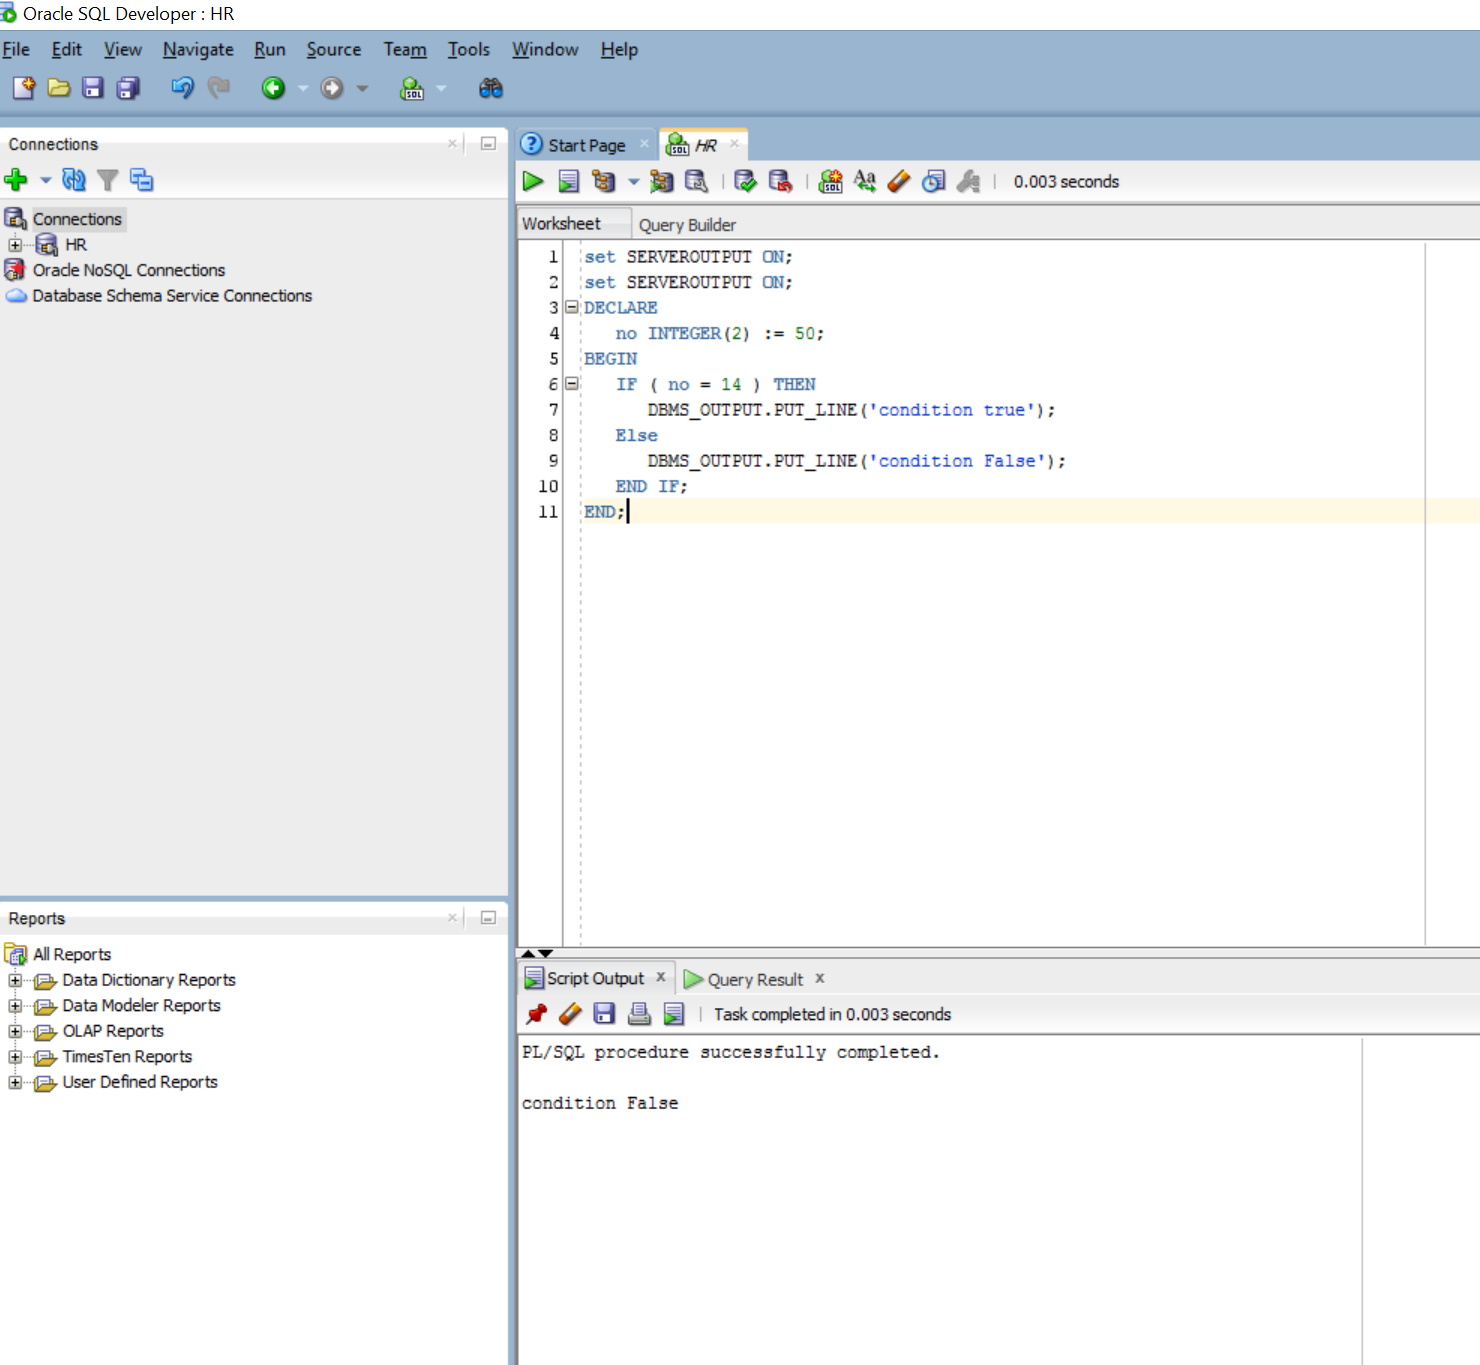 Oracle SQL Developer : HR
File Edit View Navigate Run Source Team Tools Window Help
SQL
Connections
Connections
HR
Oracle NoSQL Connections
Database Schema Service Connections
Reports
All Reports
Data Dictionary Reports
Data Modeler Reports
OLAP Reports
TimesTen Reports
User Defined Reports
? Start Page
SQL HR
SQL Aa 0.003 seconds
Worksheet Query Builder
1 set SERVEROUTPUT ON;
2 set SERVEROUTPUT ON;
3 DECLARE
4 no INTEGER(2) := 50;
5 BEGIN
6 IF ( no = 14 ) THEN
7 DBMS_OUTPUT.PUT_LINE('condition true');
8 Else
9 DBMS_OUTPUT.PUT_LINE('condition False');
10 END IF;
11 END;
Script Output x Query Result x
Task completed in 0.003 seconds
PL/SQL procedure successfully completed.
condition False